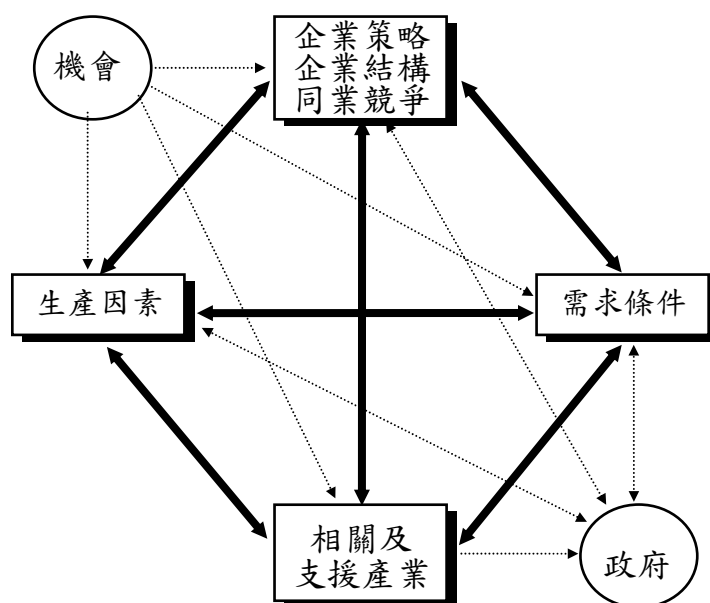 機會
企業策略
企業結構
同業競爭
生產因素
需求條件
相關及
支援產業
政府